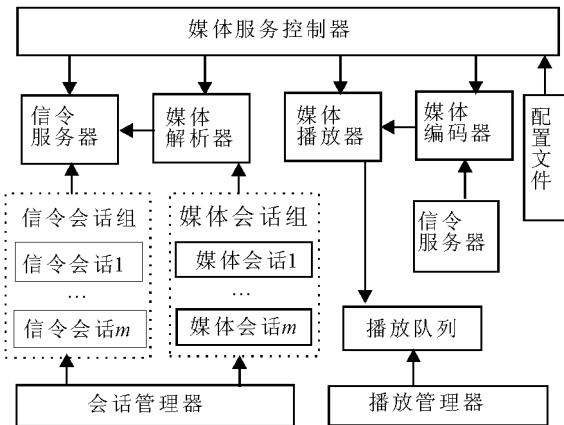 媒体服务控制器
信令
服务器
媒体
解析器
媒体
播放器
媒体
编码器
配置文件
信令会话组
信令会话1
…
信令会话m
媒体会话组
媒体会话1
…
媒体会话m
信令
服务器
播放队列
会话管理器
播放管理器